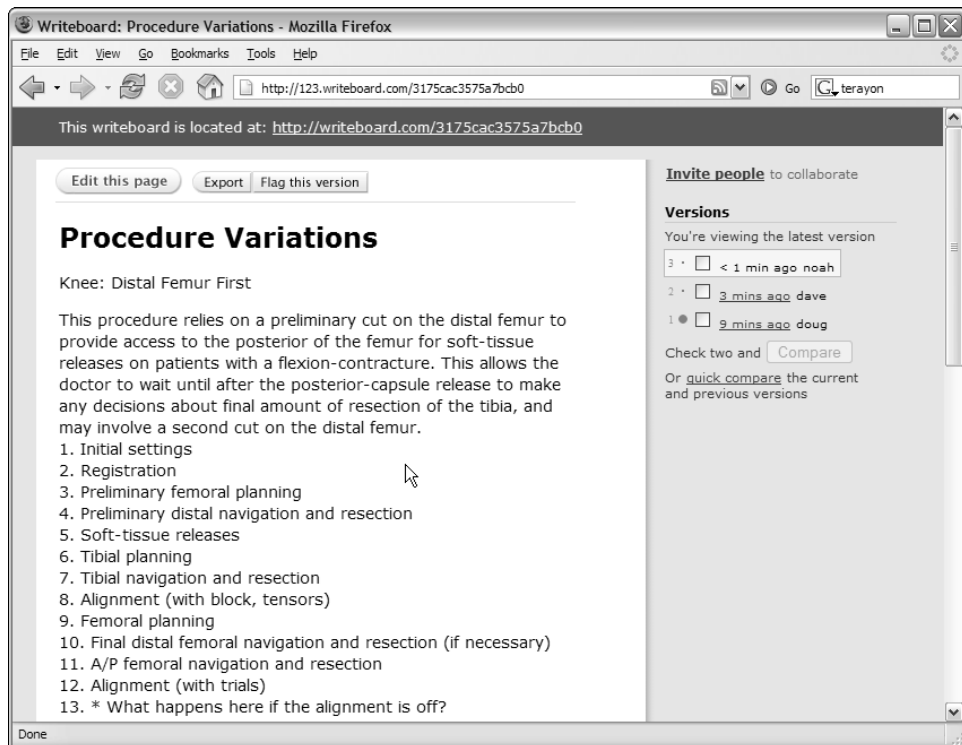 Writeboard: Procedure Variations - Mozilla Firefox
File Edit View Go Bookmarks Tools Help
http://123.writeboard.com/3175cac3575a7bcb0 Go G terayon
This writeboard is located at: http://writeboard.com/3175cac3575a7bcb0
Edit this page Export Flag this version
Procedure Variations
Knee: Distal Femur First
This procedure relies on a preliminary cut on the distal femur to
provide access to the posterior of the femur for soft-tissue
releases on patients with a flexion-contracture. This allows the
doctor to wait until after the posterior-capsule release to make
any decisions about final amount of resection of the tibia, and
may involve a second cut on the distal femur.
1. Initial settings
2. Registration
3. Preliminary femoral planning
4. Preliminary distal navigation and resection
5. Soft-tissue releases
6. Tibial planning
7. Tibial navigation and resection
8. Alignment (with block, tensors)
9. Femoral planning
10. Final distal femoral navigation and resection (if necessary)
11. A/P femoral navigation and resection
12. Alignment (with trials)
13. * What happens here if the alignment is off?
Invite people to collaborate
Versions
You're viewing the latest version
3 · < 1 min ago noah
2 · 3 mins ago dave
1 ● 9 mins ago doug
Check two and Compare
Or quick compare the current
and previous versions
Done